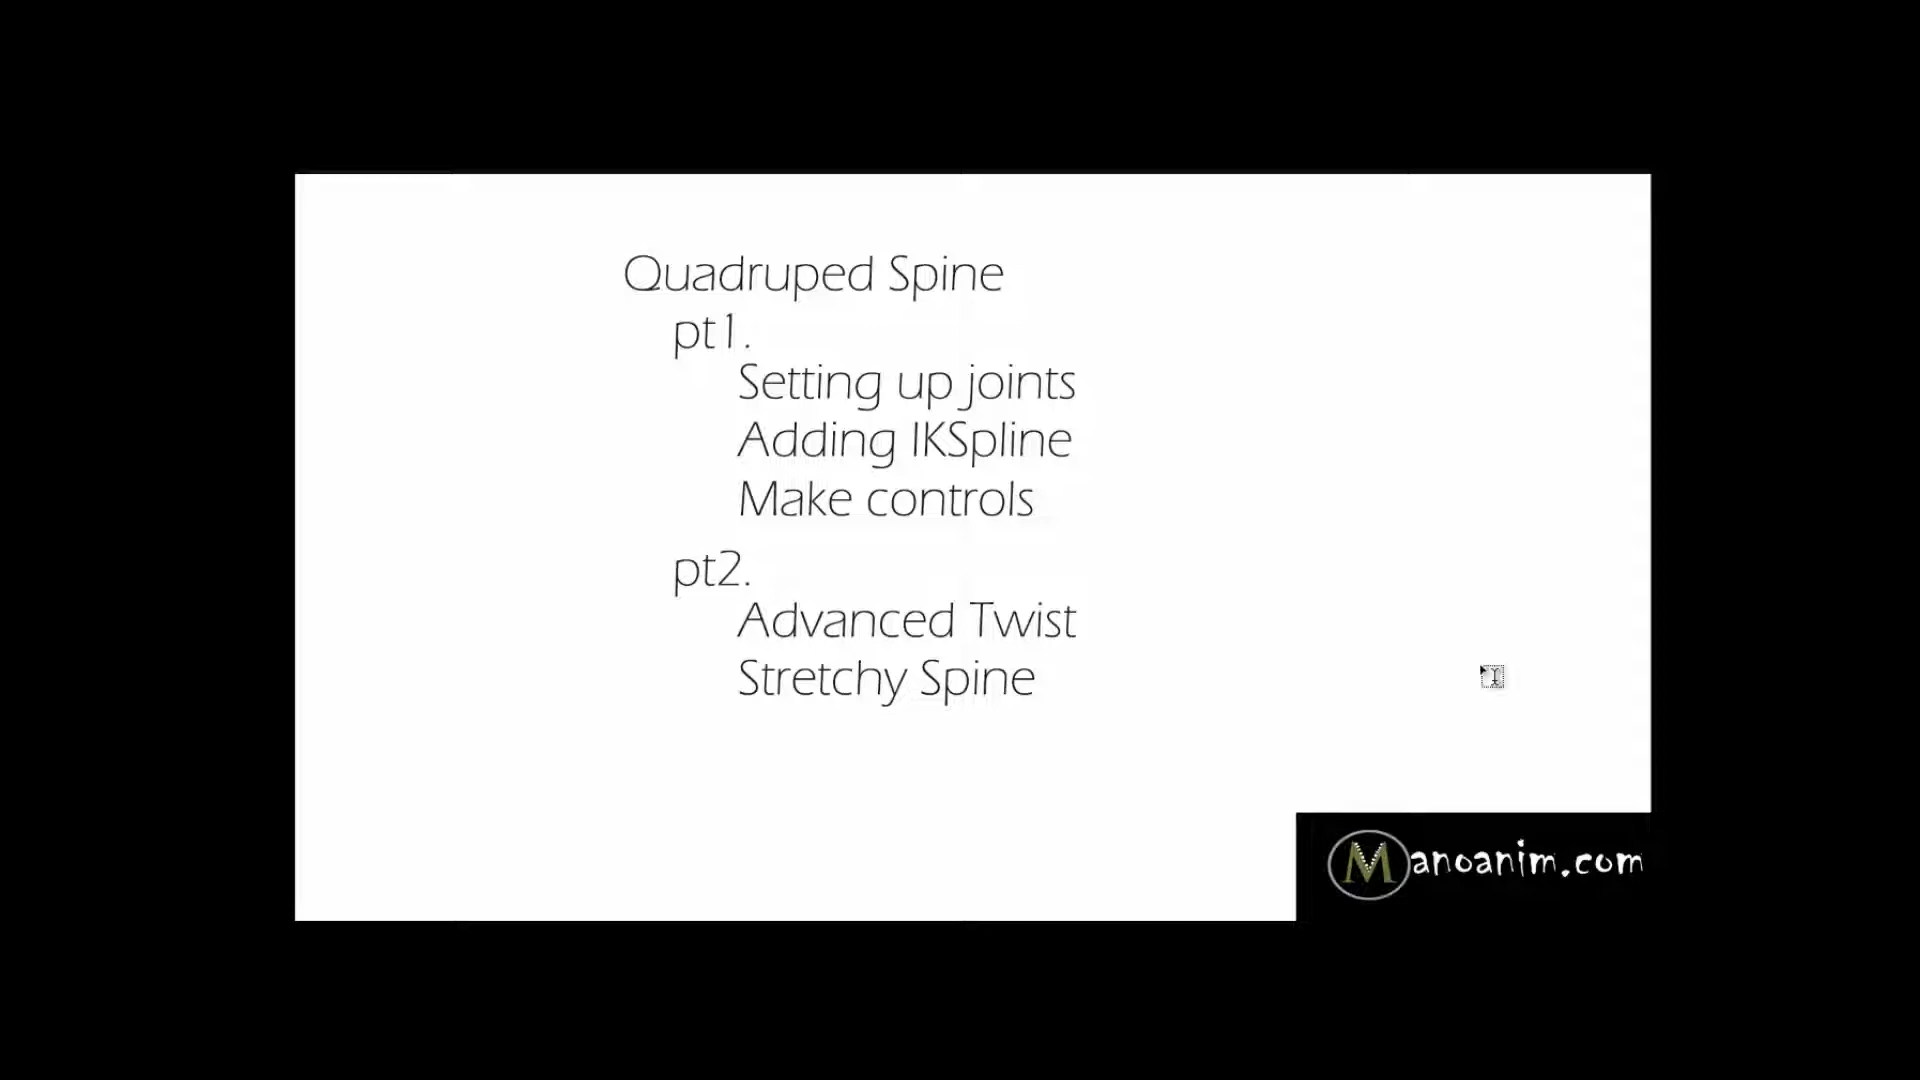 Quadruped Spine
pt1.
Setting up joints
Adding IKSpline
Make controls
pt2.
Advanced Twist
Stretchy Spine
Manoanim.com